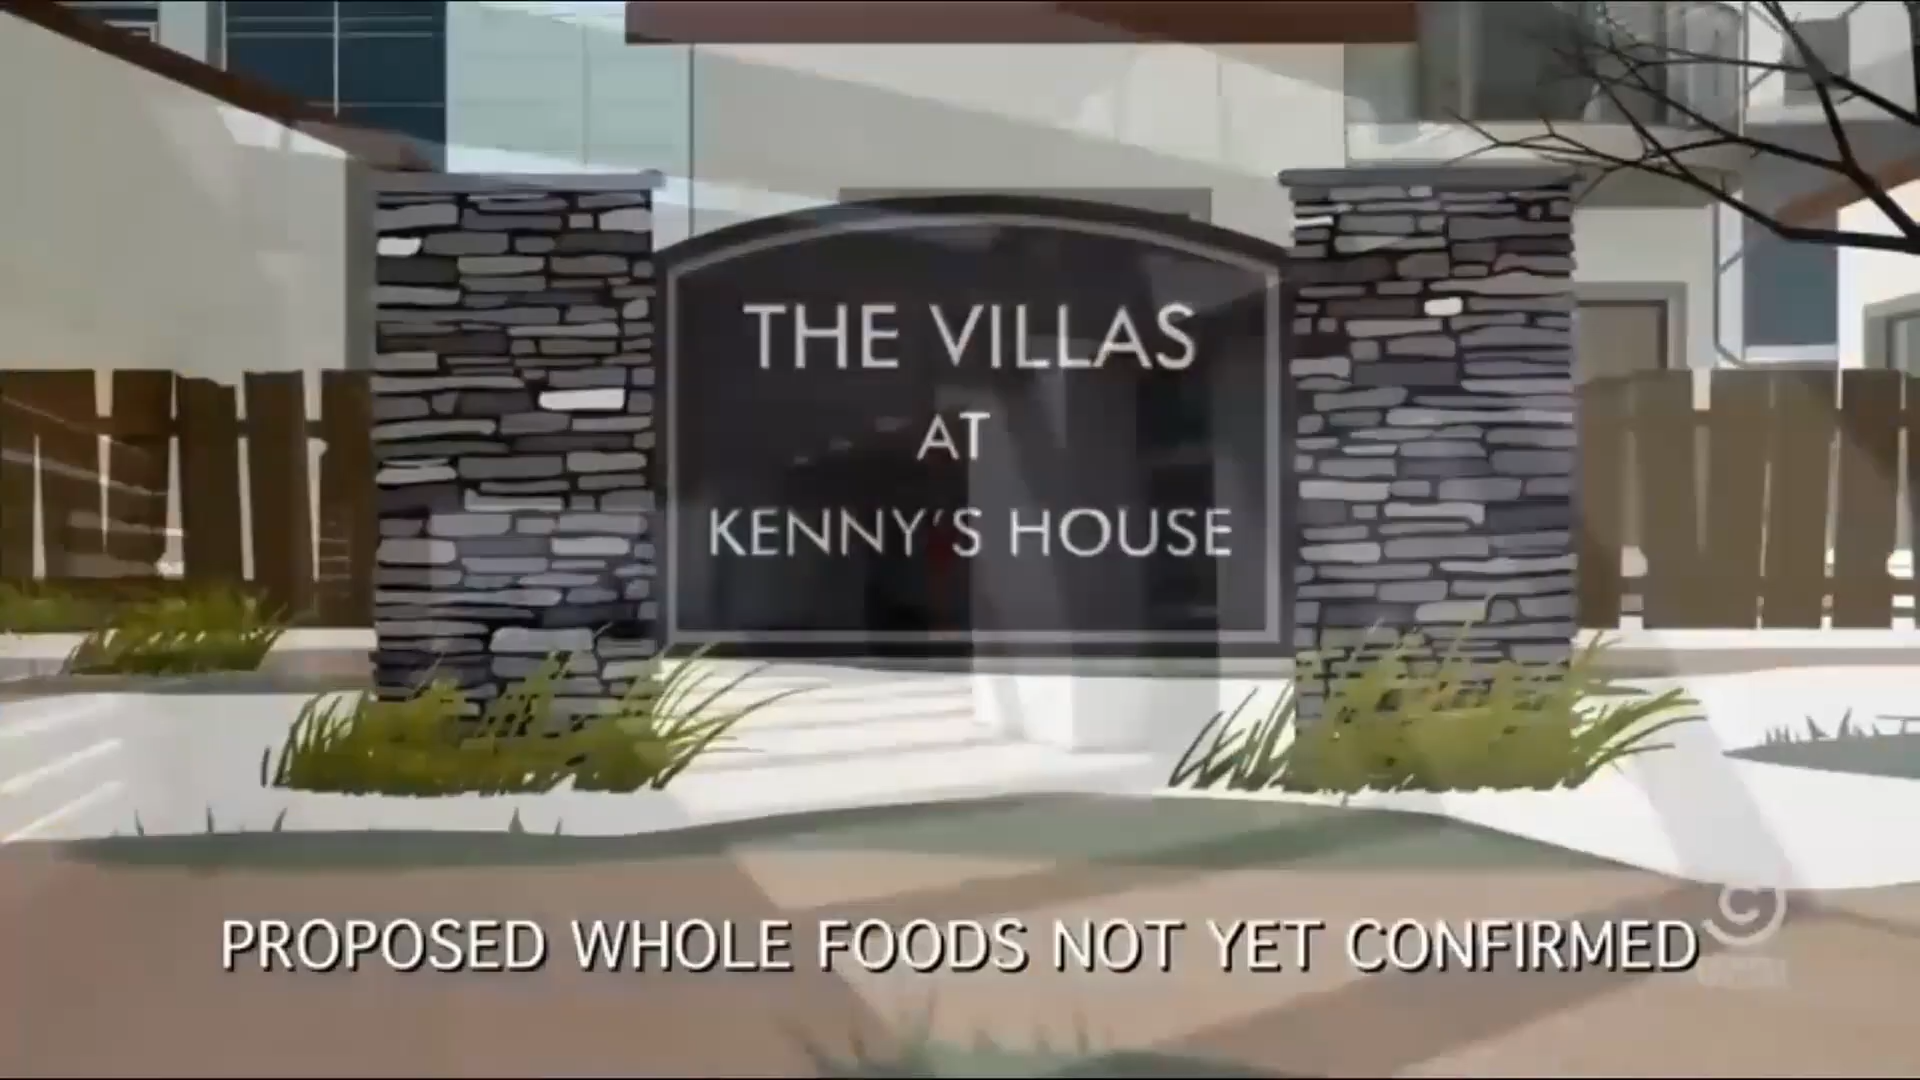 THE VILLAS
AT
KENNY'S HOUSE
PROPOSED WHOLE FOODS NOT YET CONFIRMED